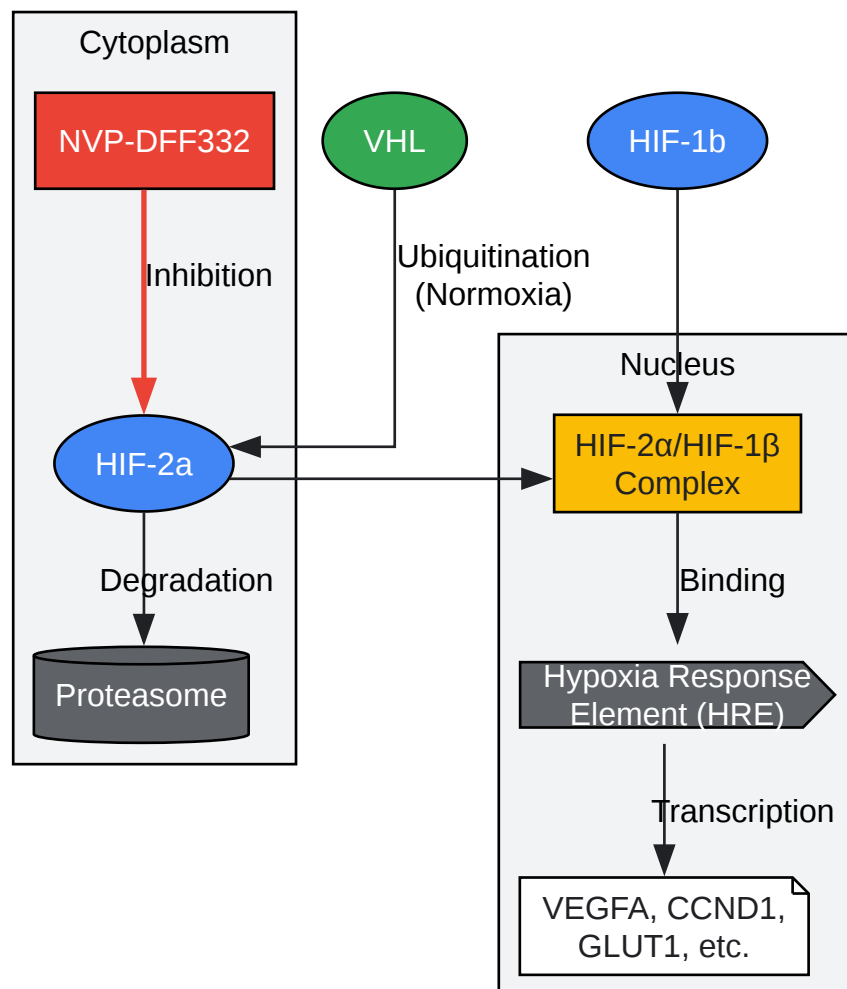 Cytoplasm
NVP-DFF332
VHL
HIF-1b
Inhibition
Ubiquitination
(Normoxia)
Nucleus
HIF-2a
HIF-2α/HIF-1β
Complex
Degradation
Binding
Proteasome
Hypoxia Response
Element (HRE)
Transcription
VEGFA, CCND1,
GLUT1, etc.